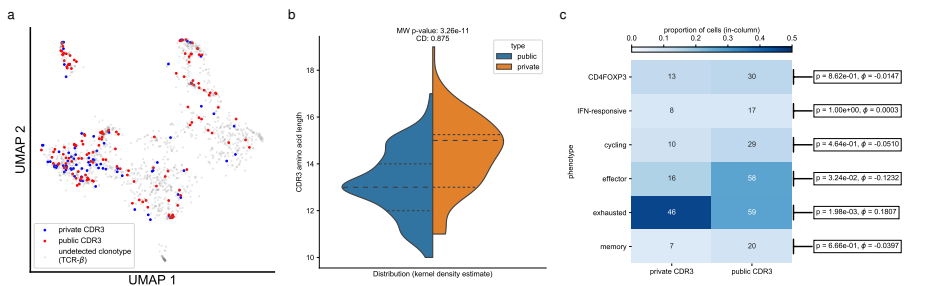 a
UMAP 2
private CDR3
public CDR3
undetected clonotype
(TCR-β)
UMAP 1
b
MW p-value: 3.26e-11
CD: 0.875
type
public
private
CDR3 amino acid length
18
16
14
12
10
Distribution (kernel density estimate)
c
proportion of cells (in-column)
0.0 0.1 0.2 0.3 0.4 0.5
phenotype
CD4FOXP3 13 30 p = 8.62e-01, ϕ = -0.0147
IFN-responsive 8 17 p = 1.00e+00, ϕ = 0.0003
cycling 10 29 p = 4.64e-01, ϕ = -0.0510
effector 16 58 p = 3.24e-02, ϕ = -0.1232
exhausted 46 59 p = 1.98e-03, ϕ = 0.1807
memory 7 20 p = 6.66e-01, ϕ = -0.0397
private CDR3 public CDR3